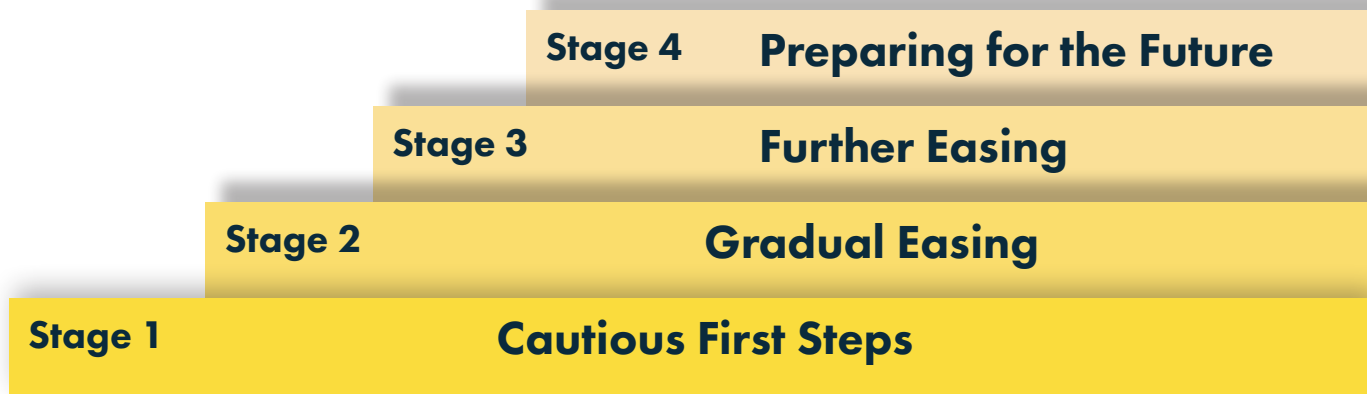 Stage 4 Preparing for the Future
Stage 3 Further Easing
Stage 2 Gradual Easing
Stage 1 Cautious First Steps